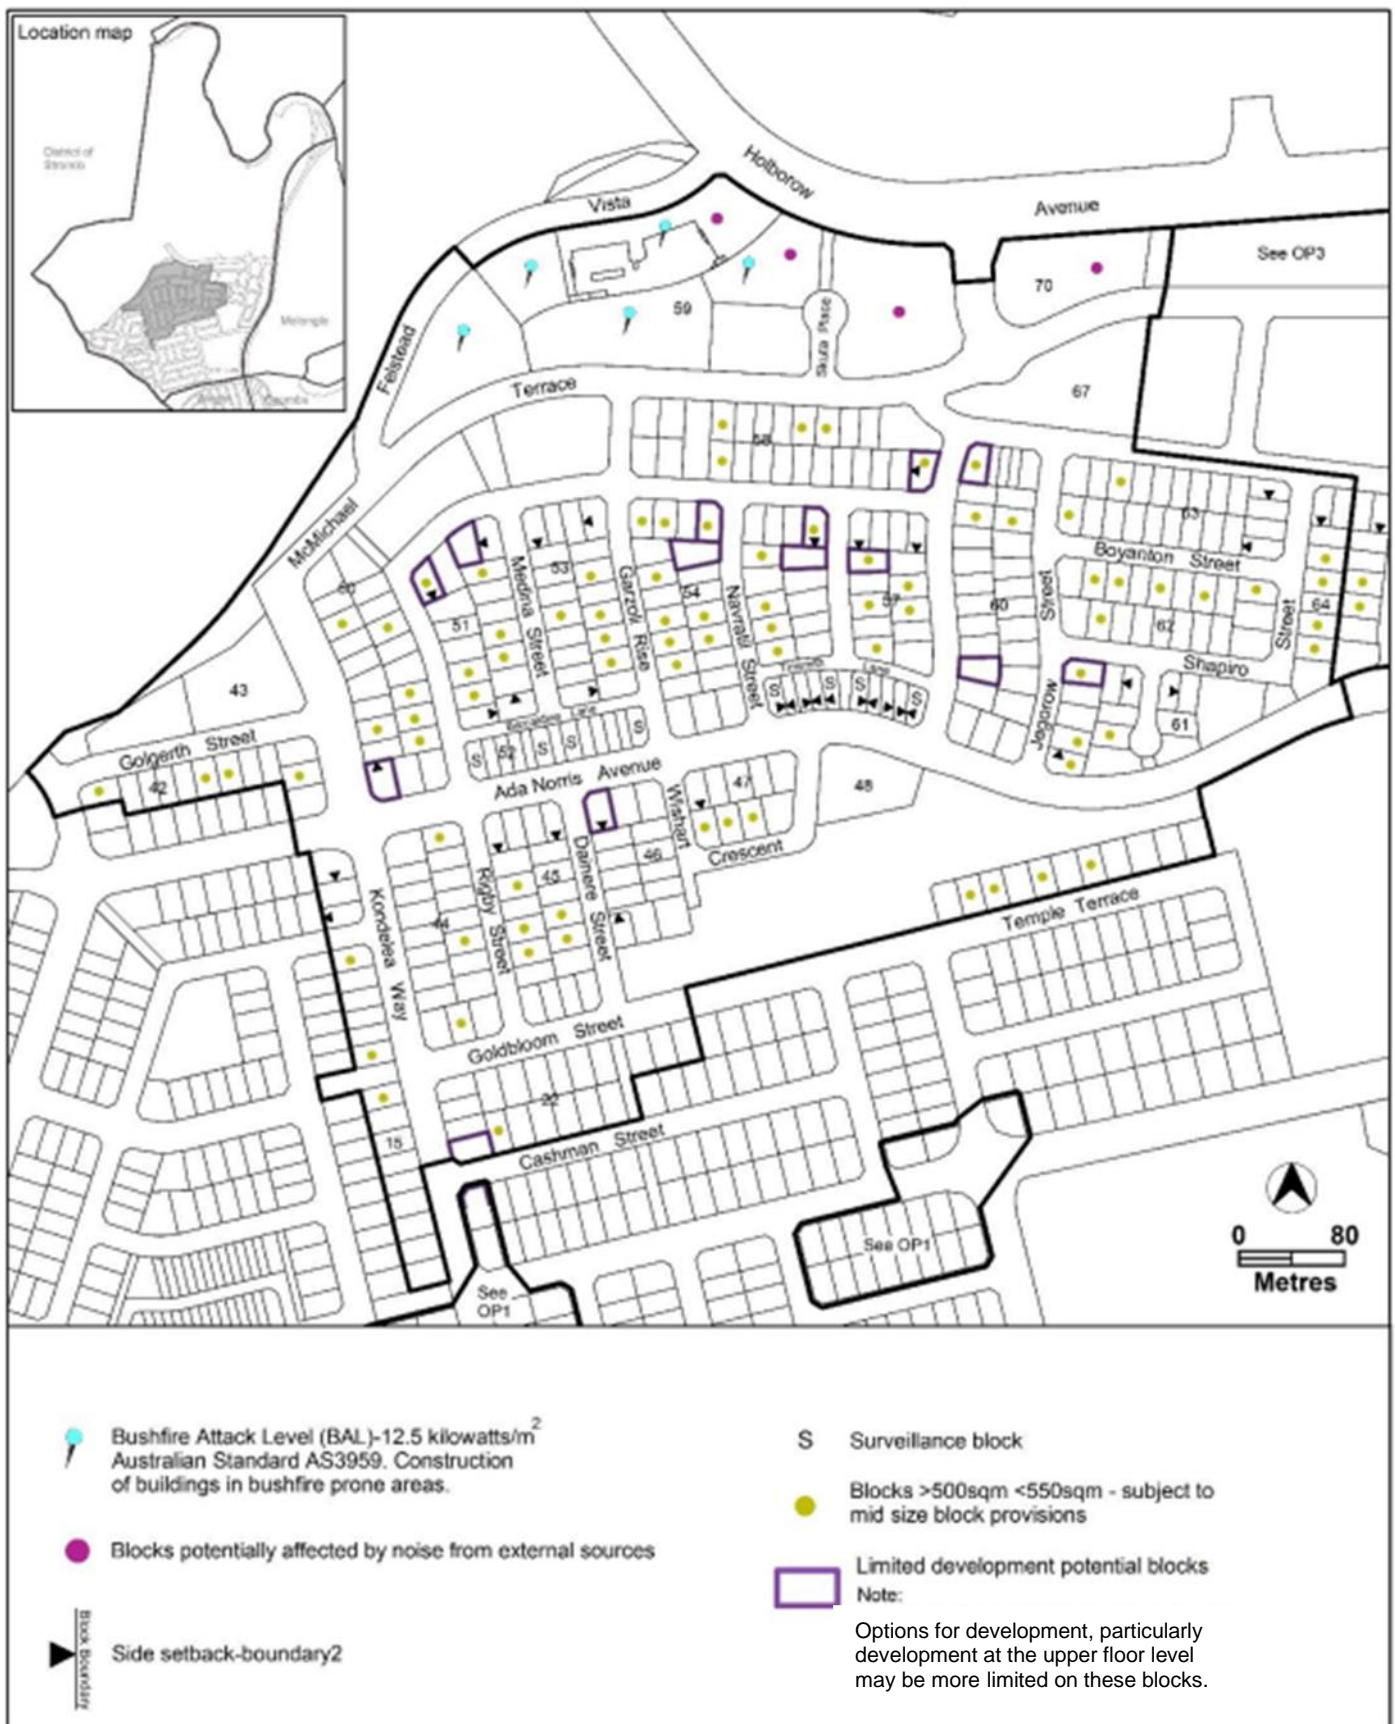 Location map
District of
Molonglo
Holborow
Avenue
Vista
See OP3
70
59
Felstead
Skuta Place
Terrace
67
58
McMichael
63
Boyanton Street
53
Medina Street
Garzoli Rise
54
Navratil Street
57
60
Street
64
50
51
62
Street
Shapiro
Lane
43
Lane
Jegorow
61
S
S
S
S
Golgerth Street
42
S
52
S
S
S
Ada Norris Avenue
Wishart
47
48
Crescent
46
45
Damere Street
Rigby Street
44
Kondelea Way
Temple Terrace
Goldbloom Street
22
15
Cashman Street
See OP1
See
OP1
0 80
Metres
Bushfire Attack Level (BAL)-12.5 kilowatts/m2
Australian Standard AS3959. Construction
of buildings in bushfire prone areas.
Blocks potentially affected by noise from external sources
Block Boundary
Side setback-boundary2
S Surveillance block
Blocks >500sqm <550sqm - subject to
mid size block provisions
Limited development potential blocks
Note:
Options for development, particularly
development at the upper floor level
may be more limited on these blocks.